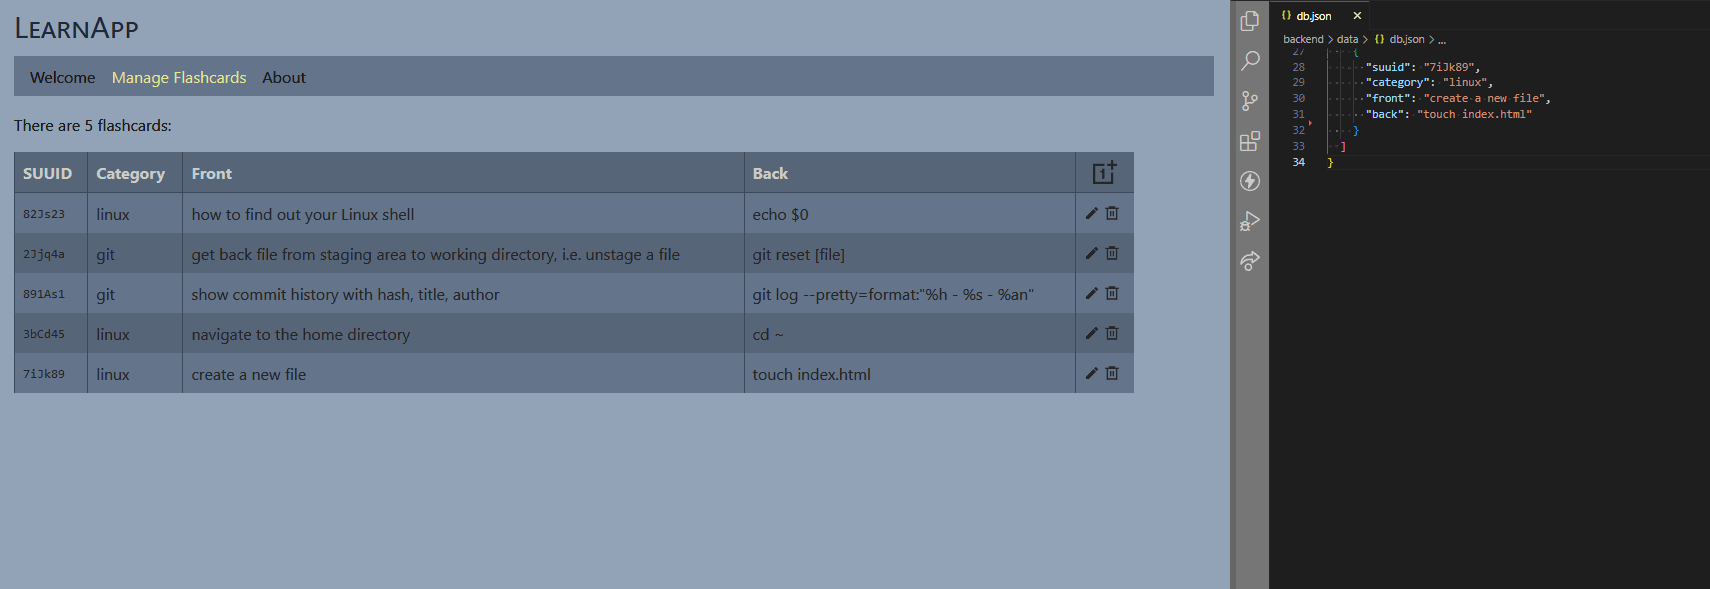 LearnApp
Welcome Manage Flashcards About
There are 5 flashcards:
SUUID Category Front Back 1+
82Js23 linux how to find out your Linux shell echo $0
2Jjq4a git get back file from staging area to working directory, i.e. unstage a file git reset [file]
891As1 git show commit history with hash, title, author git log --pretty=format:"%h - %s - %an"
3bCd45 linux navigate to the home directory cd ~
7iJk89 linux create a new file touch index.html
{} db.json ×
backend > data > {} db.json > ...
27 {
28 "suuid": "7iJk89",
29 "category": "linux",
30 "front": "create a new file",
31 "back": "touch index.html"
32 }
33 ]
34 }